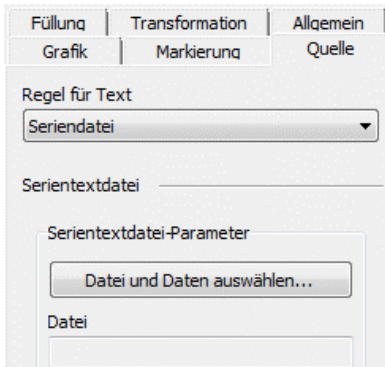 Füllung Transformation Allgemein
Grafik Markierung Quelle
Regel für Text
Seriendatei
Serientextdatei
Serientextdatei-Parameter
Datei und Daten auswählen...
Datei